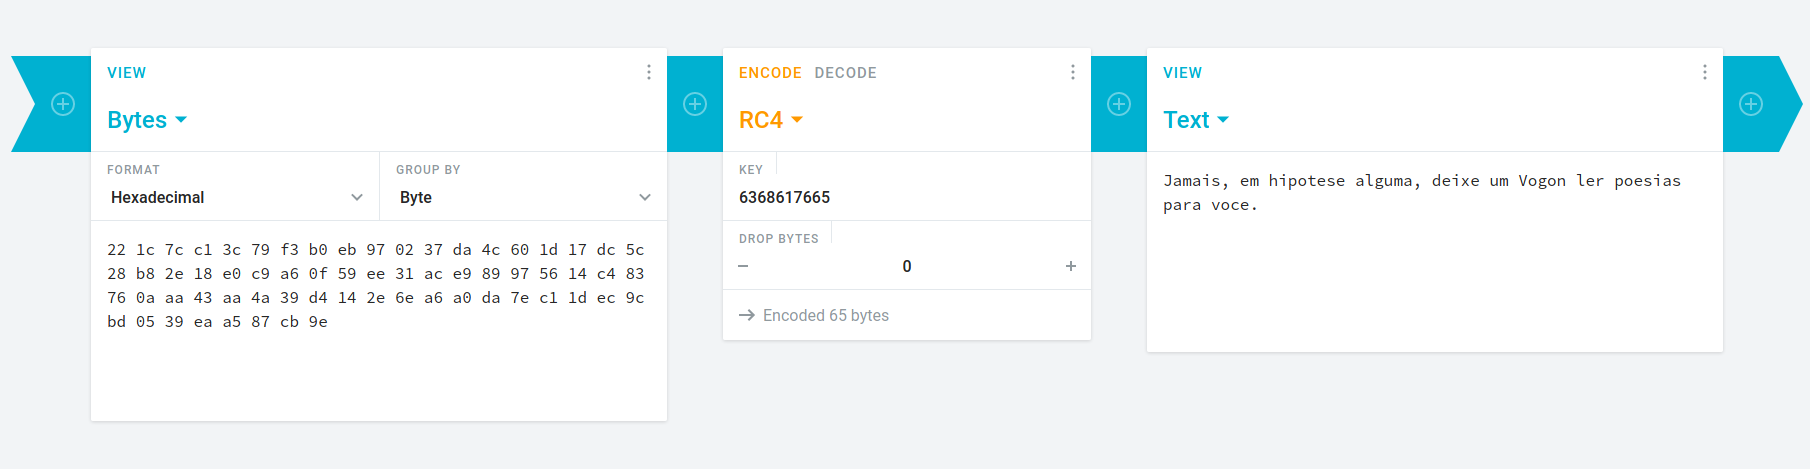 VIEW
Bytes
FORMAT
Hexadecimal
GROUP BY
Byte
22 1c 7c c1 3c 79 f3 b0 eb 97 02 37 da 4c 60 1d 17 dc 5c
28 b8 2e 18 e0 c9 a6 0f 59 ee 31 ac e9 89 97 56 14 c4 83
76 0a aa 43 aa 4a 39 d4 14 2e 6e a6 a0 da 7e c1 1d ec 9c
bd 05 39 ea a5 87 cb 9e
ENCODE DECODE
RC4
KEY
6368617665
DROP BYTES
− 0 +
→ Encoded 65 bytes
VIEW
Text
Jamais, em hipotese alguma, deixe um Vogon ler poesias
para voce.